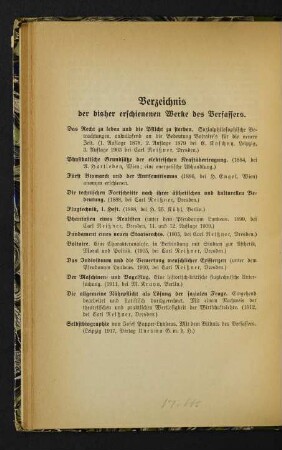 Verzeichnis
der bisher erschienenen Werke des Verfassers.
Das Recht zu leben und die Pflicht zu sterben. Sozialphilosophische Be-
trachtungen, anknüpfend an die Bedeutung Voltaire's für die neuere
Zeit. (1. Auflage 1878, 2. Auflage 1879 bei E. Koschny, Leipzig,
3. Auflage 1903 bei Carl Reißner, Dresden.)
Physikalische Grundsätze der elektrischen Kraftübertragung. (1884, bei
A. Hartleben, Wien; eine energetische Abhandlung.)
Fürst Bismarck und der Antisemitismus. (1886, bei H. Engel, Wien)
anonym erschienen.
Die technischen Fortschritte nach ihrer ästhetischen und kulturellen Be-
deutung. (1888, bei Carl Reißner, Dresden.)
Flugtechnik, 1. Heft. (1889, bei H. W. Kühl, Berlin.)
Phantasien eines Realisten (unter dem Pseudonym Lynkeus. 1899, bei
Carl Reißner, Dresden, 11. und 12. Auflage 1909.)
Fundament eines neuen Staatsrechts. (1905, bei Carl Reißner, Dresden.)
Voltaire. Eine Charakteranalyse, in Verbindung mit Studien zur Ästhetik,
Moral und Politik. (1905, bei Carl Reißner, Dresden.)
Das Individuum und die Bewertung menschlicher Existenzen (unter dem
Pseudonym Lynkeus. 1910, bei Carl Reißner, Dresden.)
Der Maschinen- und Vogelflug. Eine historisch-kritische flugtechnische Unter-
suchung. (1911, bei M. Krayn, Berlin.)
Die allgemeine Nährpflicht als Lösung der sozialen Frage. Eingehend
bearbeitet und statistisch durchgerechnet. Mit einem Nachweis der
theoretischen und praktischen Wertlosigkeit der Wirtschaftslehre. (1912,
bei Carl Reißner, Dresden.)
Selbstbiographie von Josef Popper-Lynkeus. Mit dem Bildnis des Verfassers.
(Leipzig 1917, Verlag Unesma G. m. b. H.)